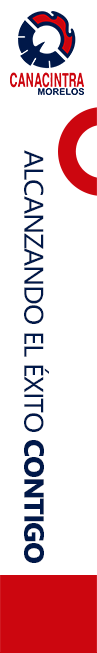 CANACINTRA
MORELOS
ALCANZANDO EL ÉXITO CONTIGO